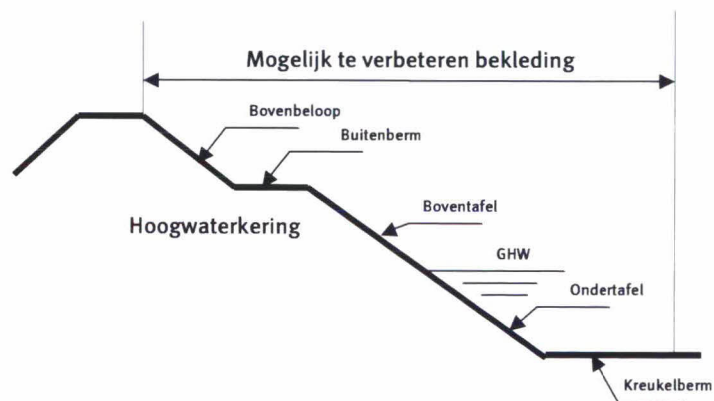 Mogelijk te verbeteren bekleding
Bovenbeloop
Buitenberm
Boventafel
Hoogwaterkering
GHW
Ondertafel
Kreukelberm